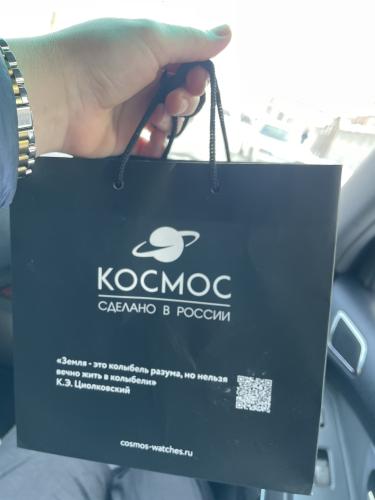 КОСМОС
СДЕЛАНО В РОССИИ
«Земля - это колыбель разума, но нельзя
вечно жить в колыбели»
К.Э. Циолковский
cosmos-watches.ru